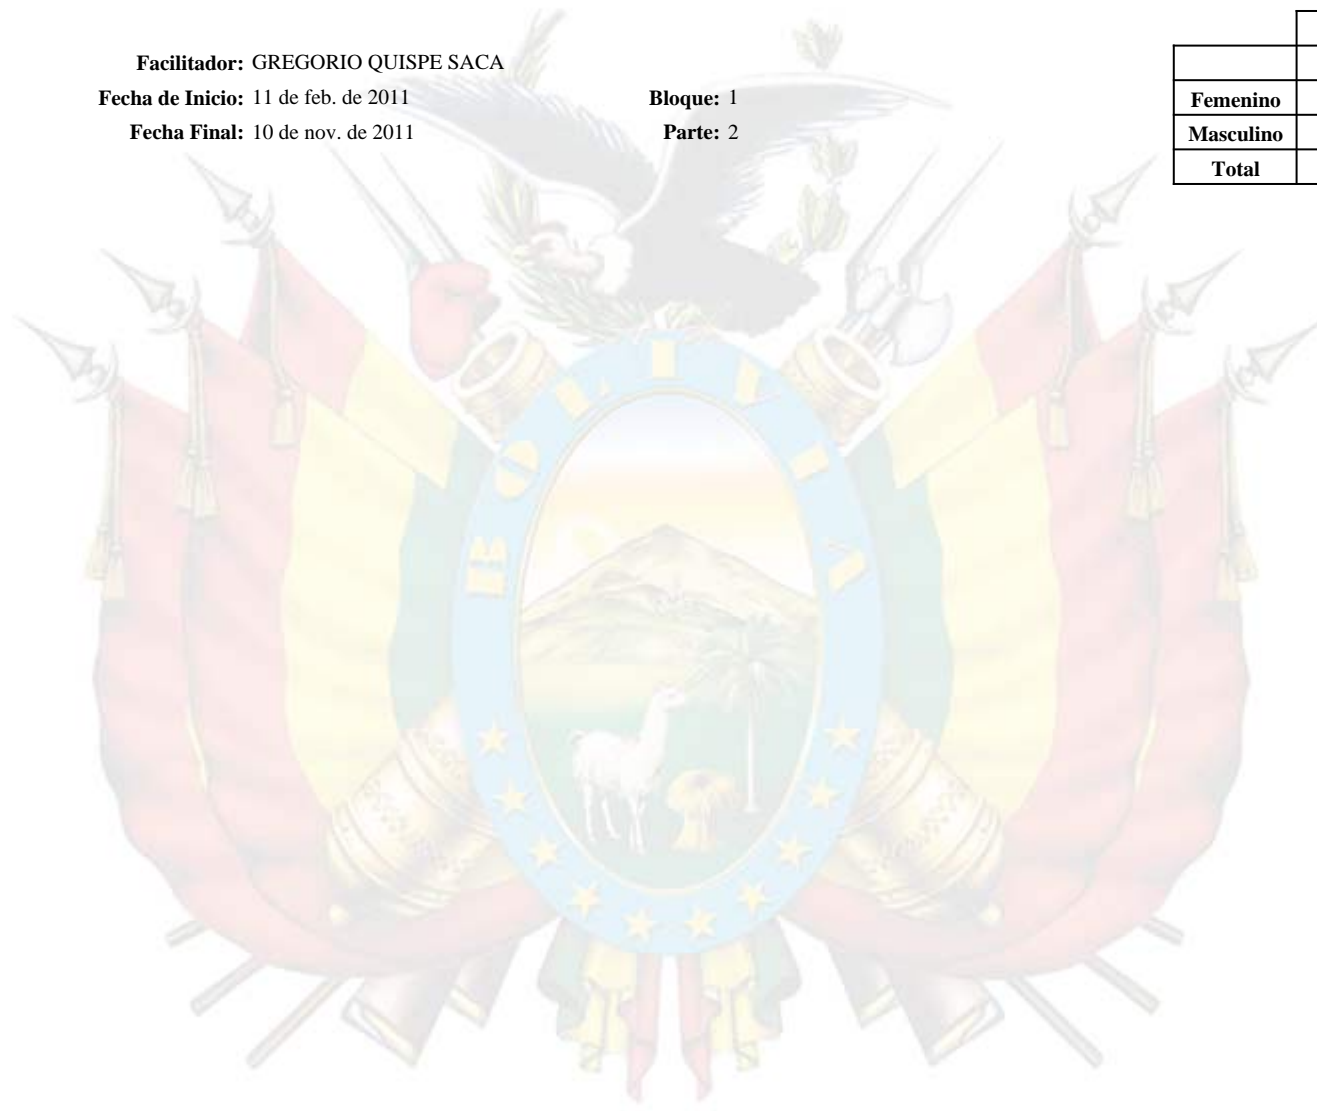 Facilitador: GREGORIO QUISPE SACA
Fecha de Inicio: 11 de feb. de 2011 Bloque: 1
Fecha Final: 10 de nov. de 2011 Parte: 2
Femenino
Masculino
Total
BOLIVIA